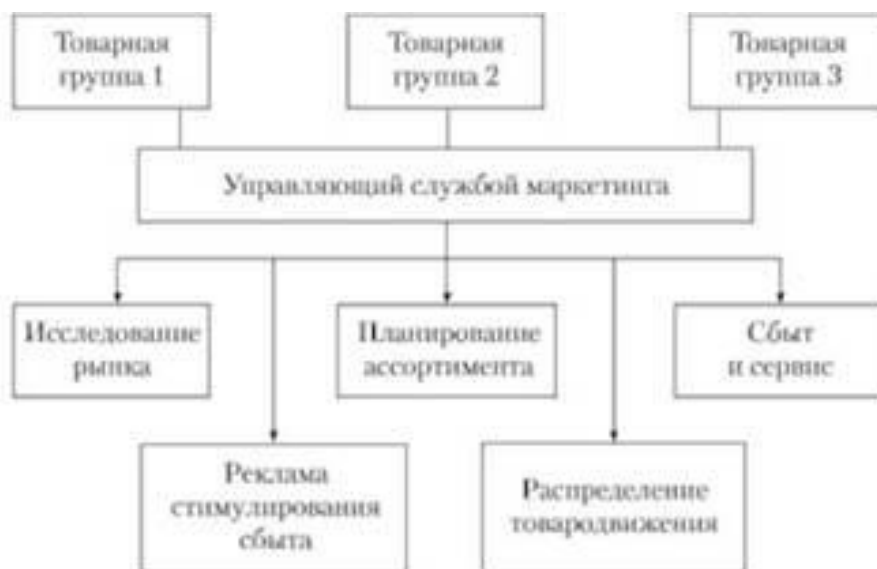 Товарная
группа 1
Товарная
группа 2
Товарная
группа 3
Управляющий службой маркетинга
Исследование
рынка
Планирование
ассортимента
Сбыт
и сервис
Реклама
стимулирования
сбыта
Распределение
товародвижения